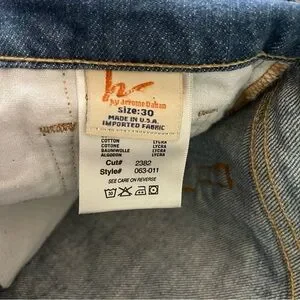 h
by Jerome Dahan
Size:30
MADE IN U.S.A.
IMPORTED FABRIC
COTTON LYCRA
COTONE LYCRA
BAUMWOLLE LYCRA
ALGODON LYCRA
Cut# 2382
Style# 063-011
SEE CARE ON REVERSE